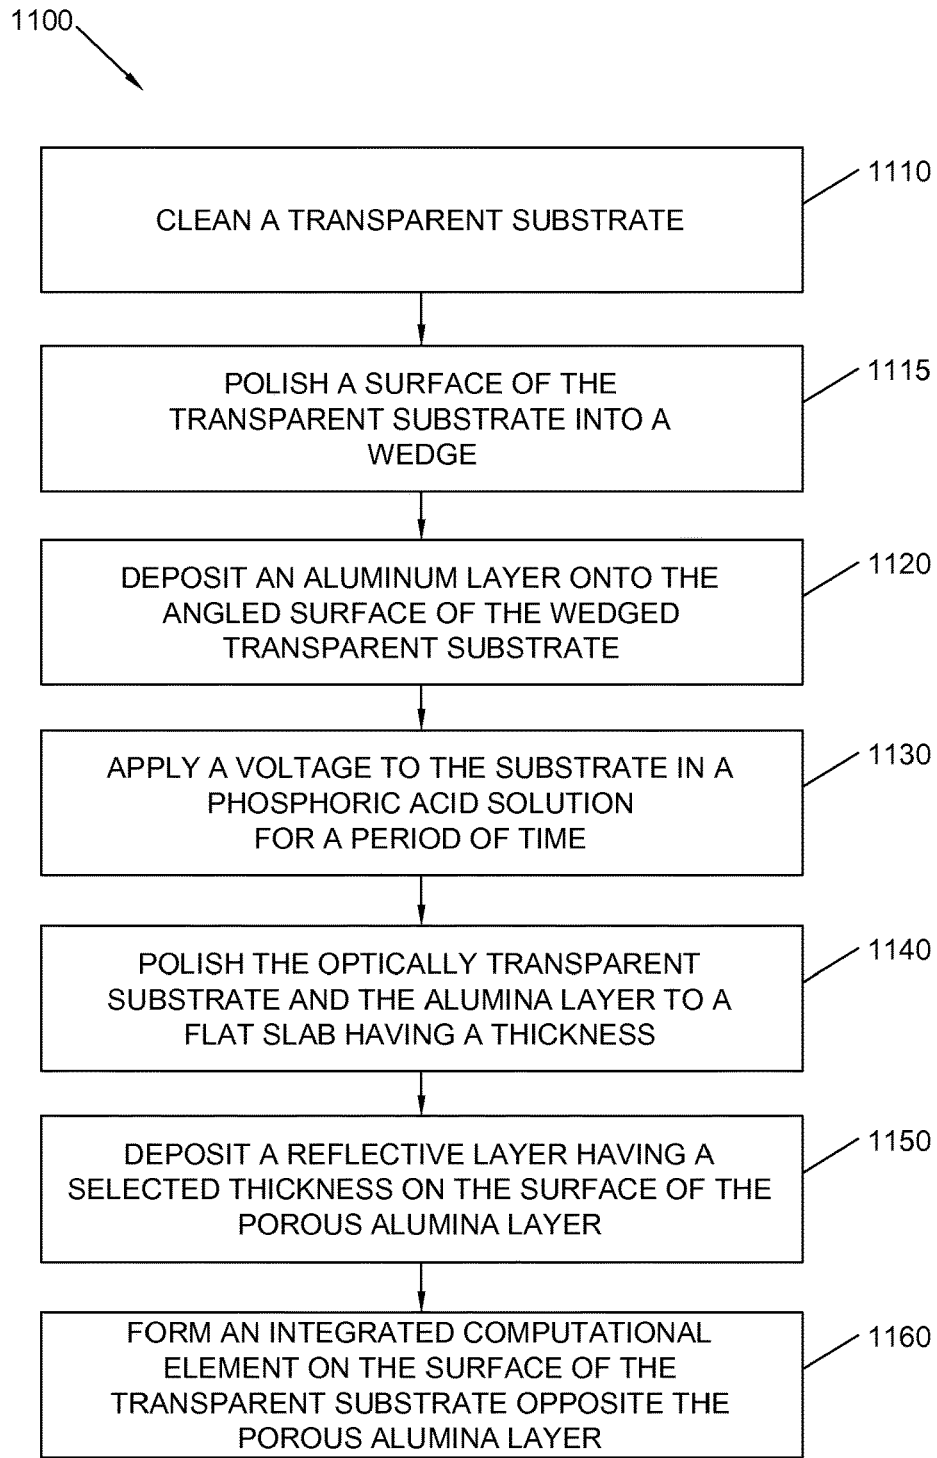 1100
CLEAN A TRANSPARENT SUBSTRATE
1110
POLISH A SURFACE OF THE
TRANSPARENT SUBSTRATE INTO A
WEDGE
1115
DEPOSIT AN ALUMINUM LAYER ONTO THE
ANGLED SURFACE OF THE WEDGED
TRANSPARENT SUBSTRATE
1120
APPLY A VOLTAGE TO THE SUBSTRATE IN A
PHOSPHORIC ACID SOLUTION
FOR A PERIOD OF TIME
1130
POLISH THE OPTICALLY TRANSPARENT
SUBSTRATE AND THE ALUMINA LAYER TO A
FLAT SLAB HAVING A THICKNESS
1140
DEPOSIT A REFLECTIVE LAYER HAVING A
SELECTED THICKNESS ON THE SURFACE OF THE
POROUS ALUMINA LAYER
1150
FORM AN INTEGRATED COMPUTATIONAL
ELEMENT ON THE SURFACE OF THE
TRANSPARENT SUBSTRATE OPPOSITE THE
POROUS ALUMINA LAYER
1160